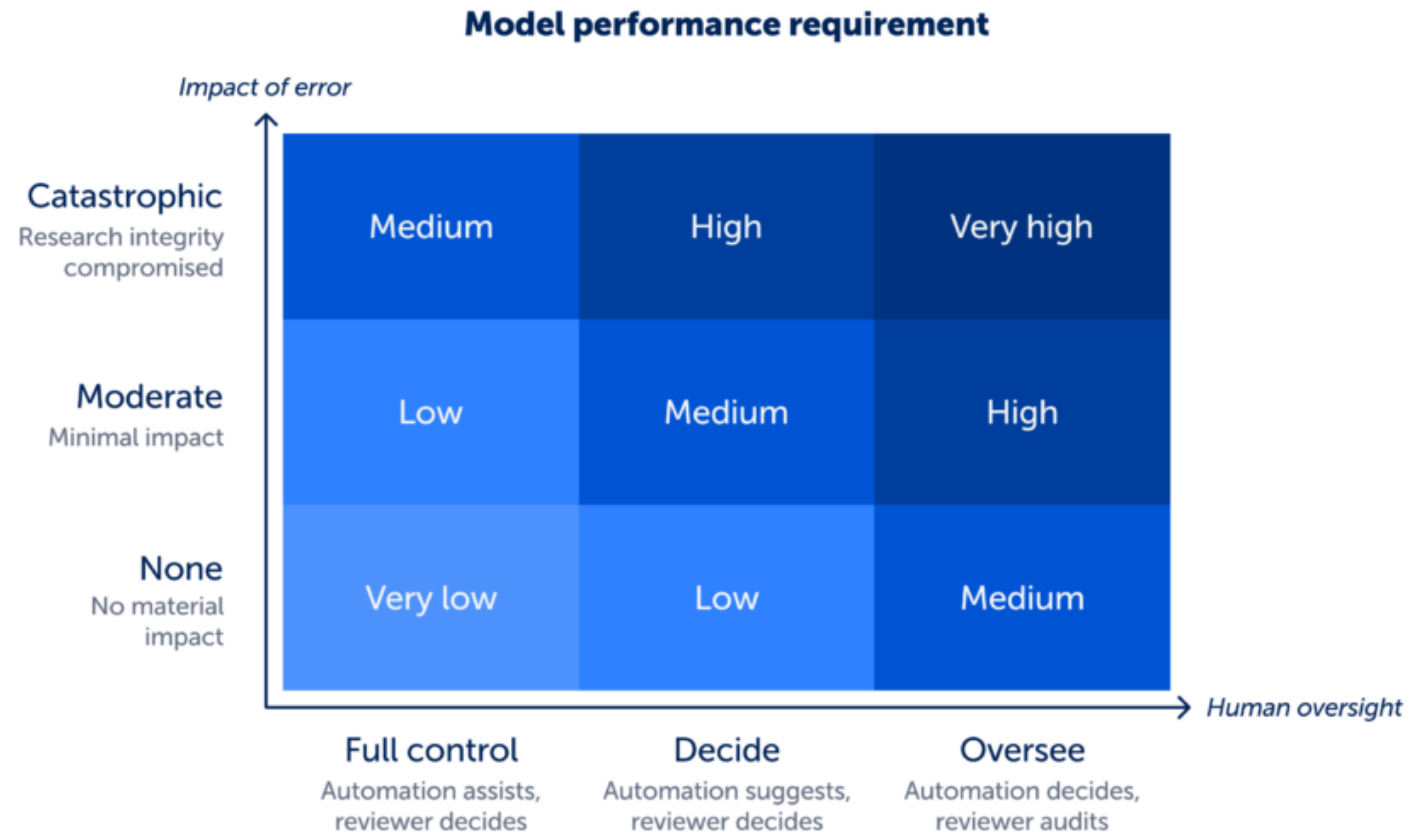 Model performance requirement
Impact of error
Catastrophic
Research integrity
compromised
Medium
High
Very high
Moderate
Minimal impact
Low
Medium
High
None
No material
impact
Very low
Low
Medium
Human oversight
Full control
Automation assists,
reviewer decides
Decide
Automation suggests,
reviewer decides
Oversee
Automation decides,
reviewer audits